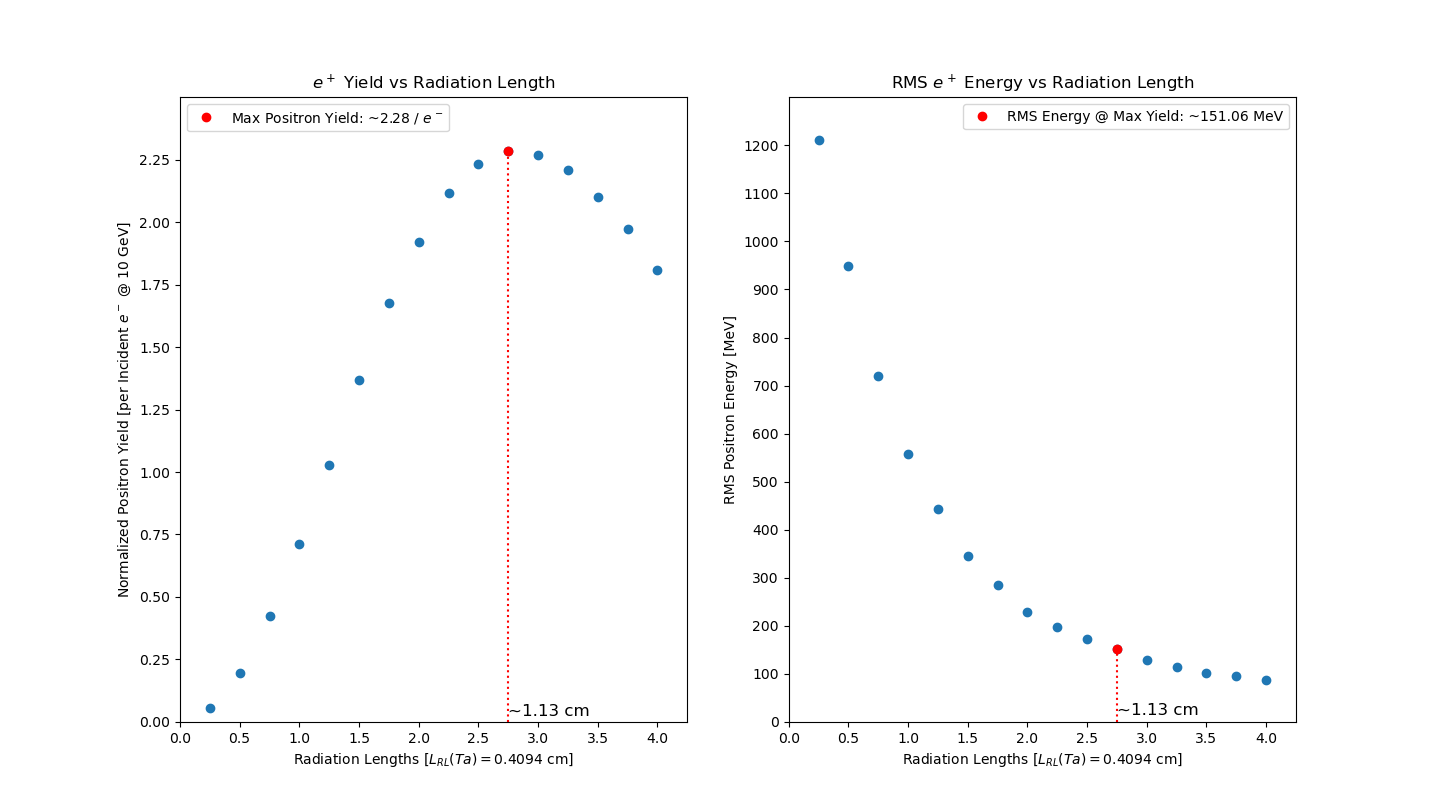 e⁺ Yield vs Radiation Length
Max Positron Yield: ~2.28 / e⁻
Normalized Positron Yield [per Incident e⁻ @ 10 GeV]
2.25
2.00
1.75
1.50
1.25
1.00
0.75
0.50
0.25
0.00
~1.13 cm
0.0 0.5 1.0 1.5 2.0 2.5 3.0 3.5 4.0
Radiation Lengths [L_RL(Ta) = 0.4094 cm]
RMS e⁺ Energy vs Radiation Length
RMS Energy @ Max Yield: ~151.06 MeV
RMS Positron Energy [MeV]
1200
1100
1000
900
800
700
600
500
400
300
200
100
0
~1.13 cm
0.0 0.5 1.0 1.5 2.0 2.5 3.0 3.5 4.0
Radiation Lengths [L_RL(Ta) = 0.4094 cm]